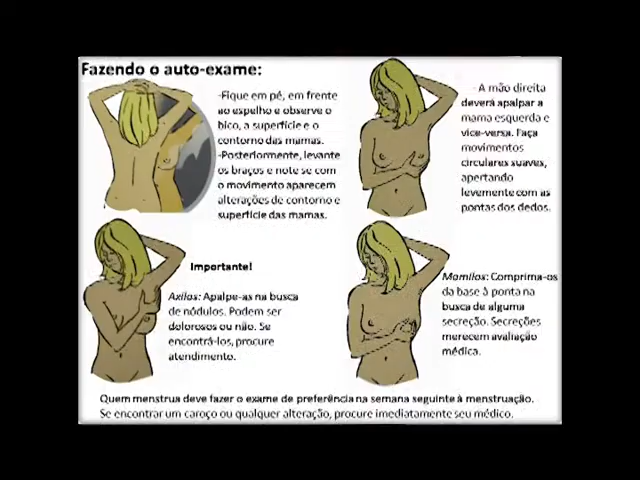 Fazendo o auto-exame:
-Fique em pé, em frente
ao espelho e observe o
bico, a superfície e o
contorno das mamas.
-Posteriormente, levante
os braços e note se com
o movimento aparecem
alterações de contorno e
superfície das mamas.
- A mão direita
deverá apalpar a
mama esquerda e
vice-versa. Faça
movimentos
circulares suaves,
apertando
levemente com as
pontas dos dedos.
Importante!
Axilas: Apalpe-as na busca
de nódulos. Podem ser
dolorosos ou não. Se
encontrá-los, procure
atendimento.
Mamilos: Comprima-os
da base à ponta na
busca de alguma
secreção. Secreções
merecem avaliação
médica.
Quem menstrua deve fazer o exame de preferência na semana seguinte à menstruação.
Se encontrar um caroço ou qualquer alteração, procure imediatamente seu médico.